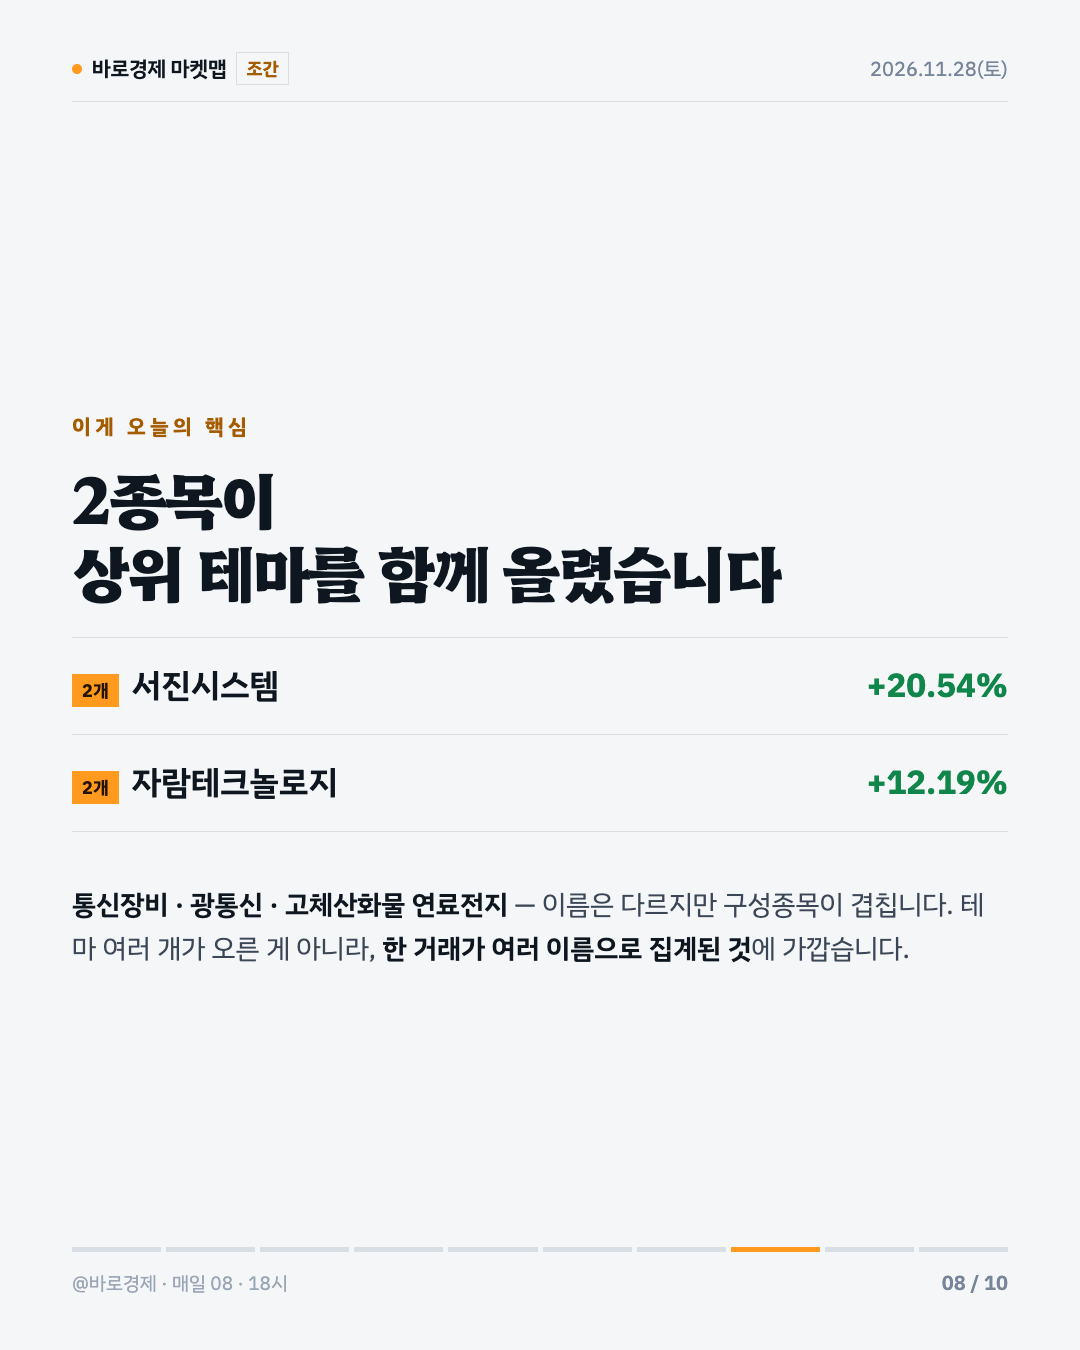 바로경제 마켓맵 조간 2026.11.28(토)
이게 오늘의 핵심
2종목이
상위 테마를 함께 올렸습니다
2개 서진시스템 +20.54%
2개 자람테크놀로지 +12.19%
통신장비 · 광통신 · 고체산화물 연료전지 — 이름은 다르지만 구성종목이 겹칩니다. 테
마 여러 개가 오른 게 아니라, 한 거래가 여러 이름으로 집계된 것에 가깝습니다.
@바로경제 · 매일 08 · 18시 08 / 10